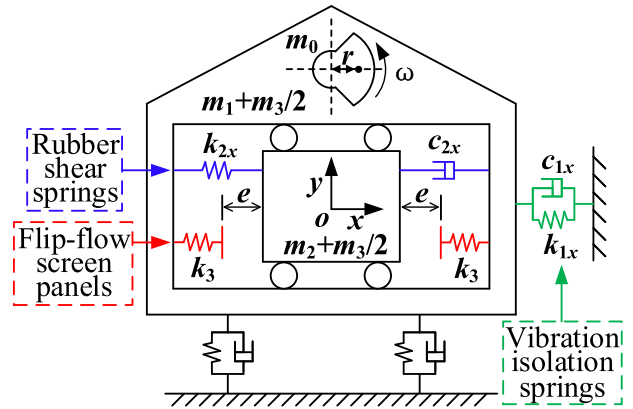 m₀
r
ω
m₁+m₃/2
Rubber
shear
springs
k₂ₓ
c₂ₓ
y
e
o
x
e
c₁ₓ
k₁ₓ
Flip-flow
screen
panels
k₃
m₂+m₃/2
k₃
Vibration
isolation
springs